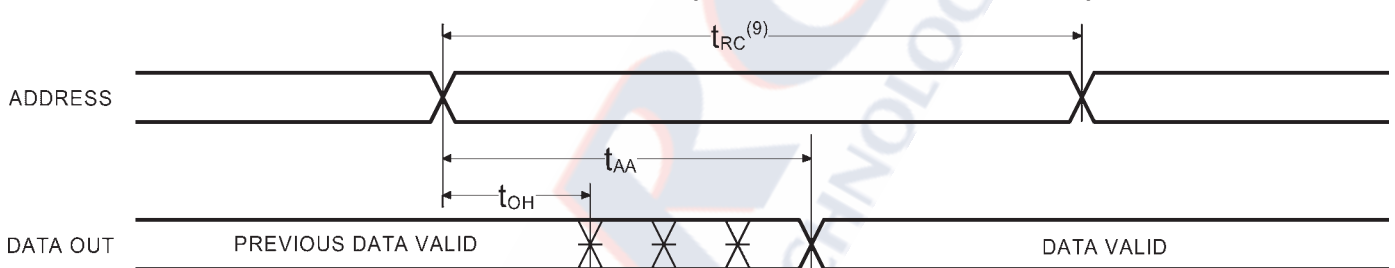 tRC(9)
ADDRESS
tAA
tOH
DATA OUT
PREVIOUS DATA VALID
DATA VALID